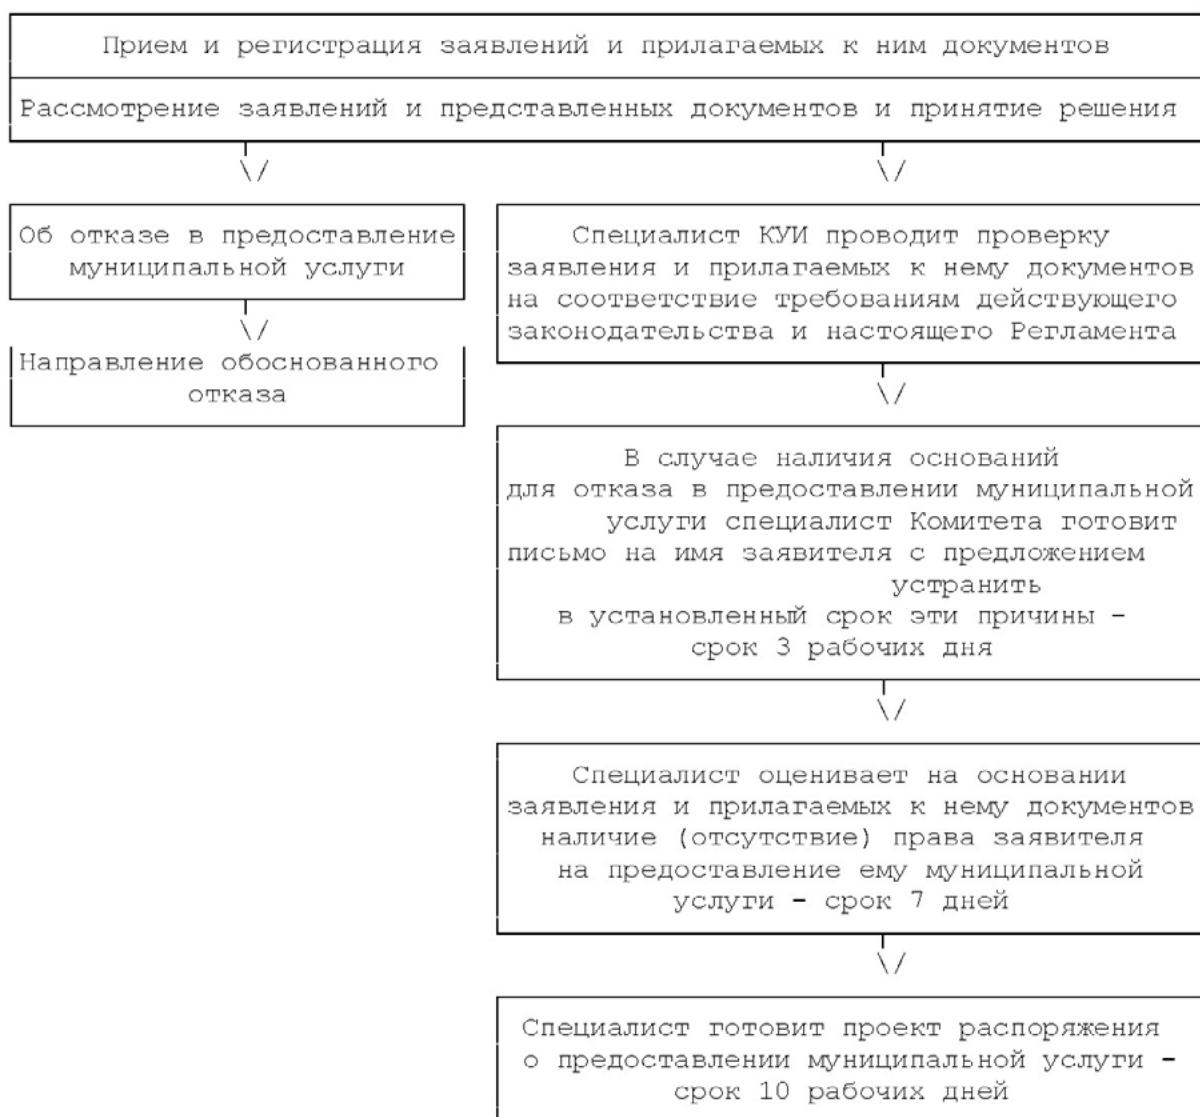 Прием и регистрация заявлений и прилагаемых к ним документов
Рассмотрение заявлений и представленных документов и принятие решения
\/
\/
Об отказе в предоставление
муниципальной услуги
\/
Направление обоснованного
отказа
Специалист КУИ проводит проверку
заявления и прилагаемых к нему документов
на соответствие требованиям действующего
законодательства и настоящего Регламента
\/
В случае наличия оснований
для отказа в предоставлении муниципальной
услуги специалист Комитета готовит
письмо на имя заявителя с предложением
устранить
в установленный срок эти причины -
срок 3 рабочих дня
\/
Специалист оценивает на основании
заявления и прилагаемых к нему документов
наличие (отсутствие) права заявителя
на предоставление ему муниципальной
услуги - срок 7 дней
\/
Специалист готовит проект распоряжения
о предоставлении муниципальной услуги -
срок 10 рабочих дней